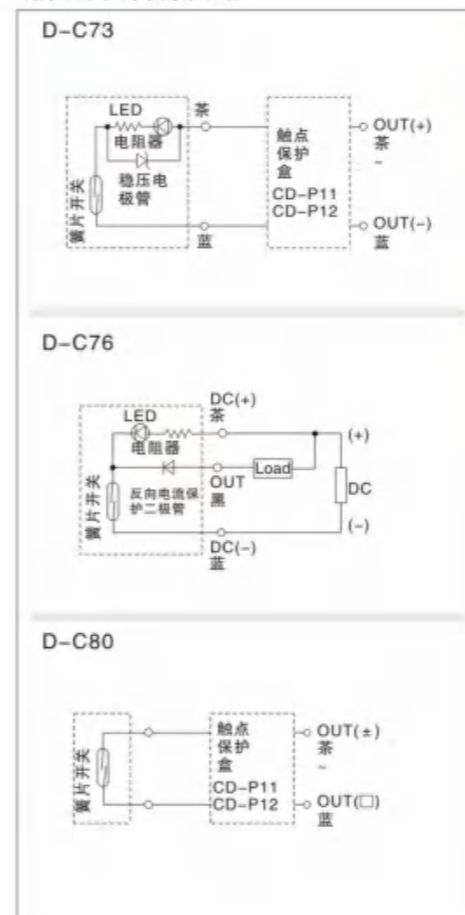 D-C73
LED
电阻器
稳压电
极管
簧片开关
茶
蓝
触点
保护
盒
CD-P11
CD-P12
OUT(+)
茶
~
OUT(-)
蓝
D-C76
LED
电阻器
反向电流保
护二极管
簧片开关
DC(+)
茶
OUT
黑
DC(-)
蓝
Load
(+)
DC
(-)
D-C80
簧片开关
触点
保护
盒
CD-P11
CD-P12
OUT(±)
茶
~
OUT(□)
蓝